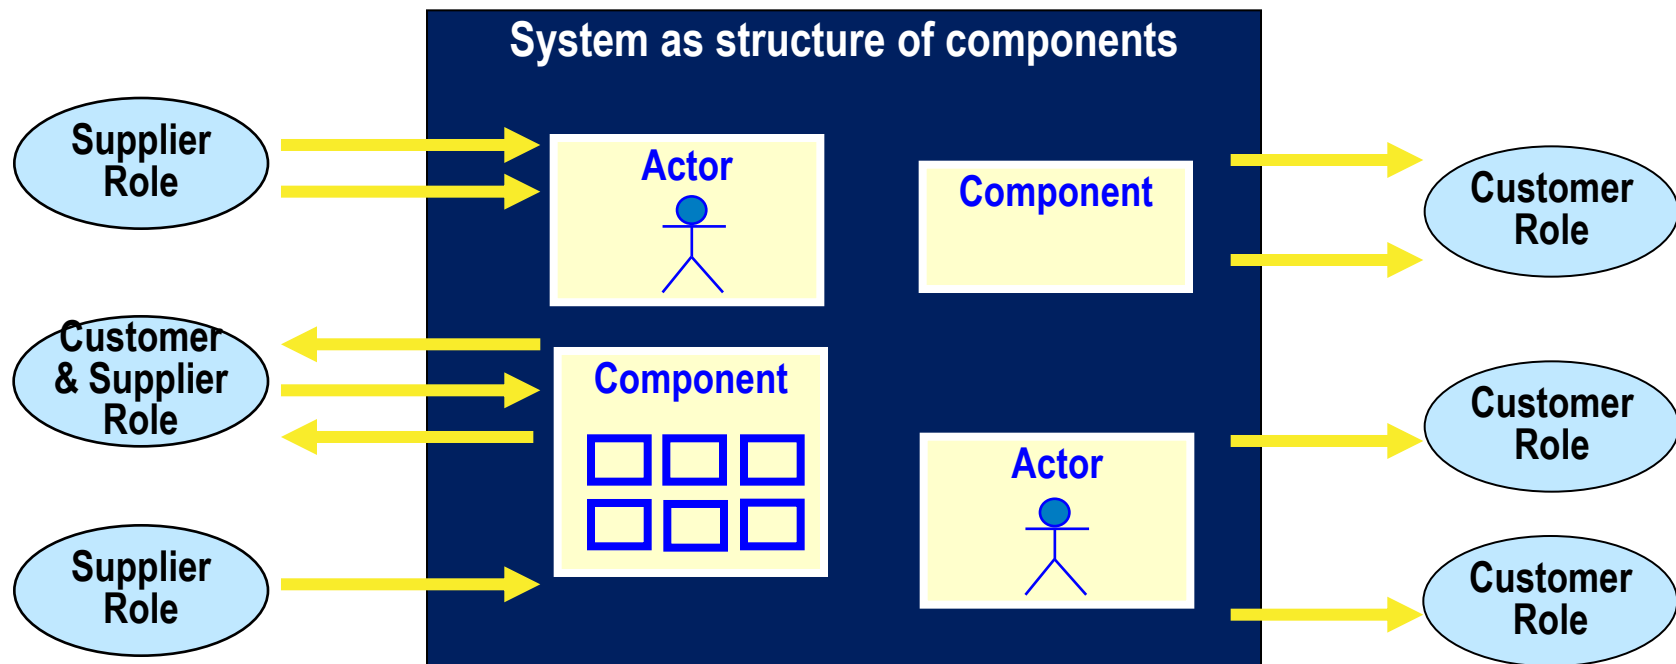 System as structure of components
Supplier
Role
Actor
Component
Customer
Role
Customer
& Supplier
Role
Component
Customer
Role
Actor
Supplier
Role
Customer
Role